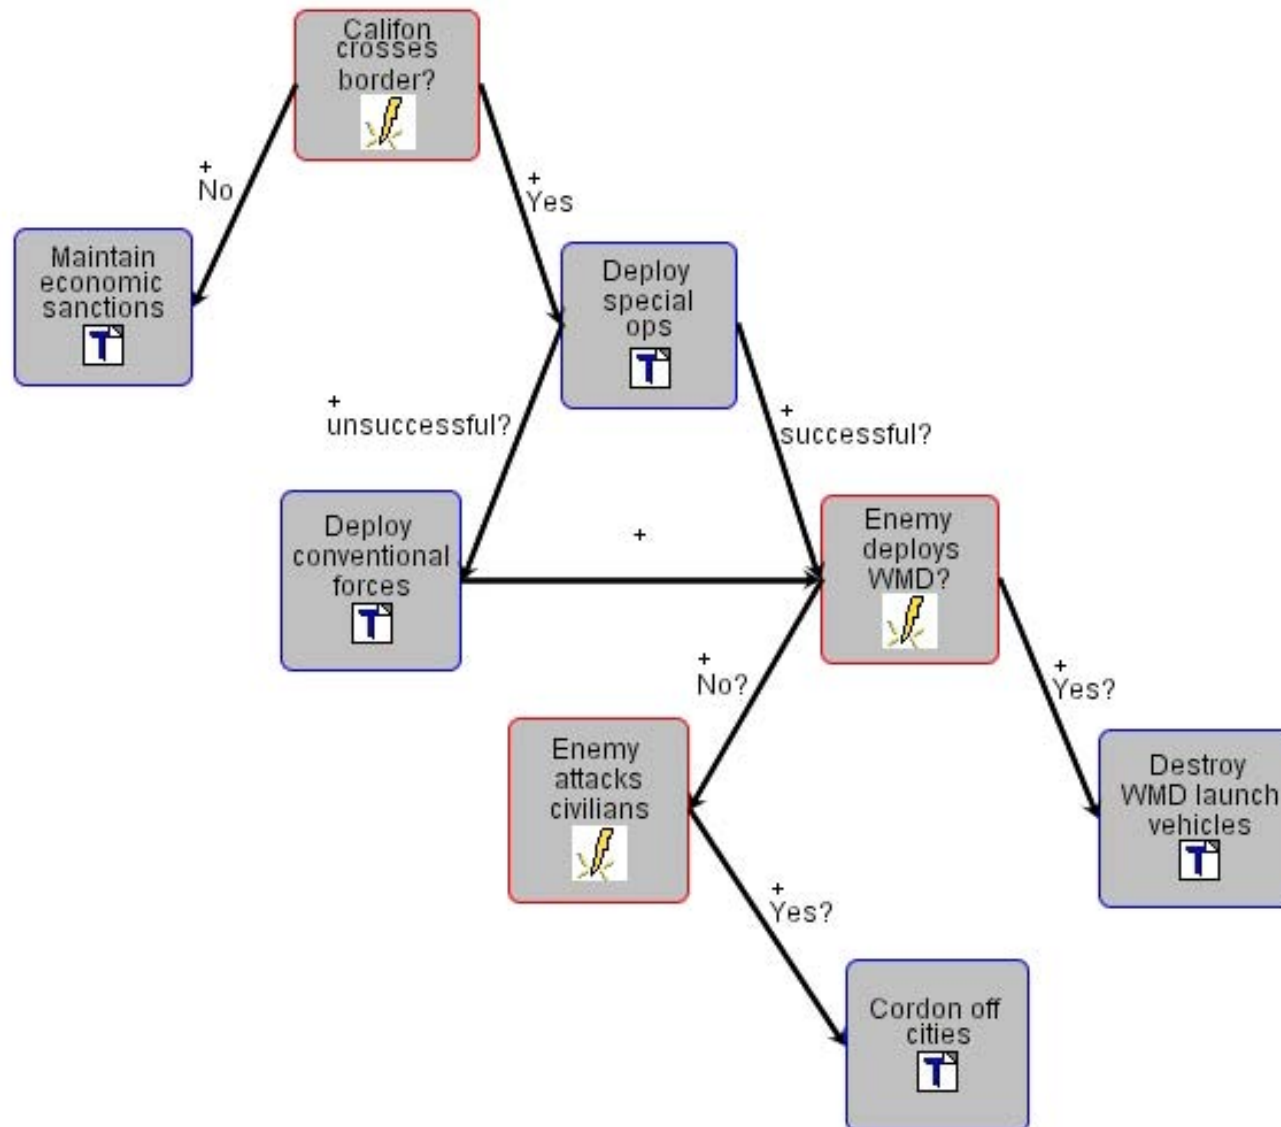 Califon
crosses
border?
+
No
+
Yes
Maintain
economic
sanctions
T
Deploy
special
ops
T
+
unsuccessful?
+
successful?
Deploy
conventional
forces
T
+
Enemy
deploys
WMD?
+
No?
+
Yes?
Enemy
attacks
civilians
Destroy
WMD launch
vehicles
T
+
Yes?
Cordon off
cities
T